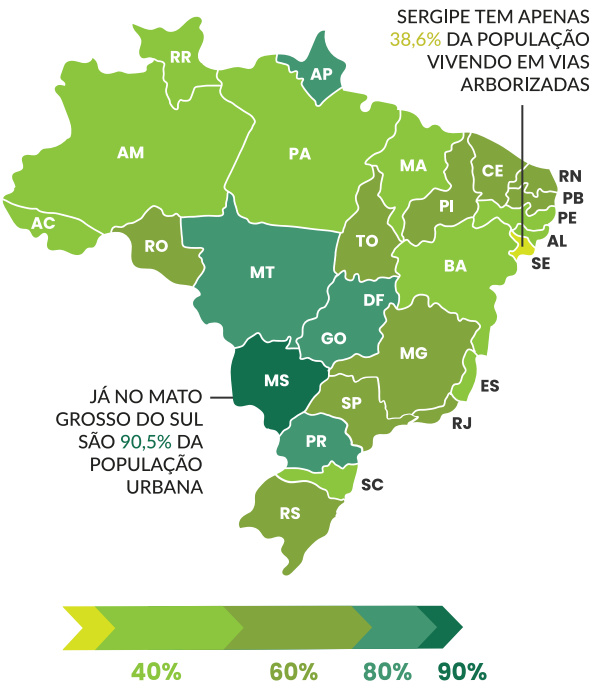 SERGIPE TEM APENAS
38,6% DA POPULAÇÃO
VIVENDO EM VIAS
ARBORIZADAS
RR
AP
AM
PA
MA
CE
RN
PB
PI
PE
AC
AL
RO
TO
SE
BA
MT
DF
GO
MG
MS
ES
SP
RJ
JÁ NO MATO
GROSSO DO SUL
SÃO 90,5% DA
POPULAÇÃO
URBANA
PR
SC
RS
40% 60% 80% 90%